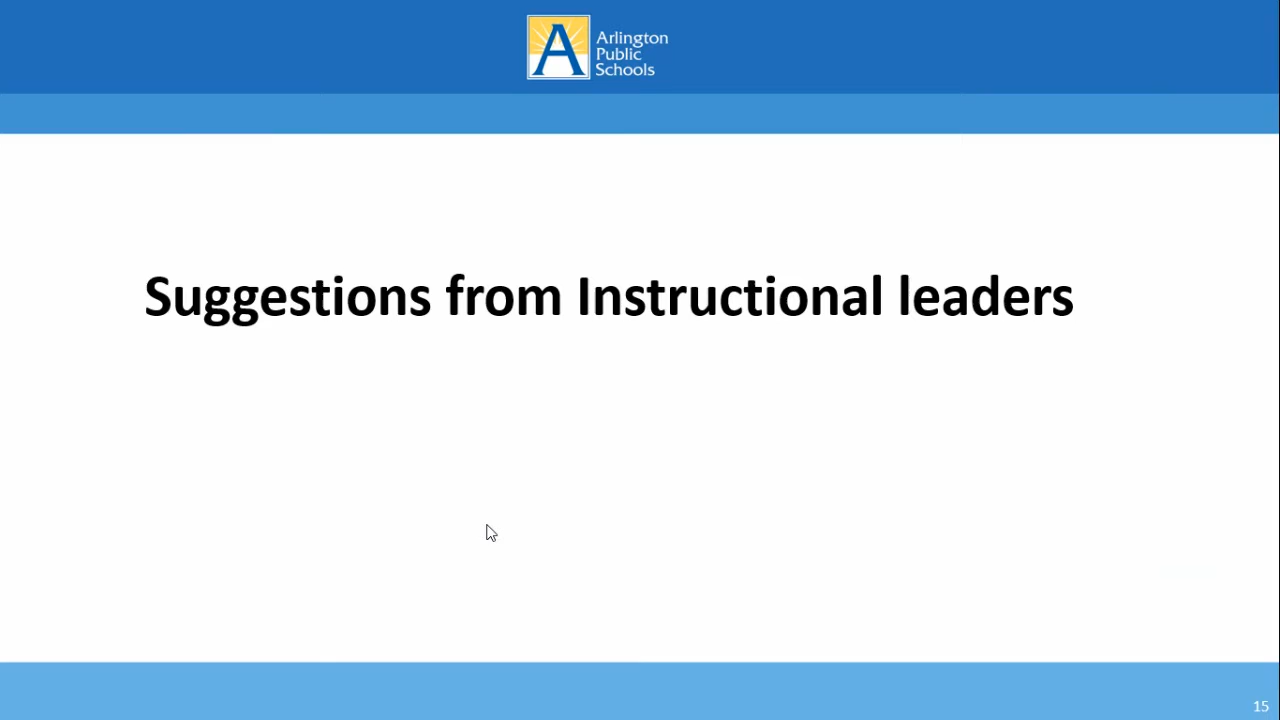 A
Arlington
Public
Schools
Suggestions from Instructional leaders
15